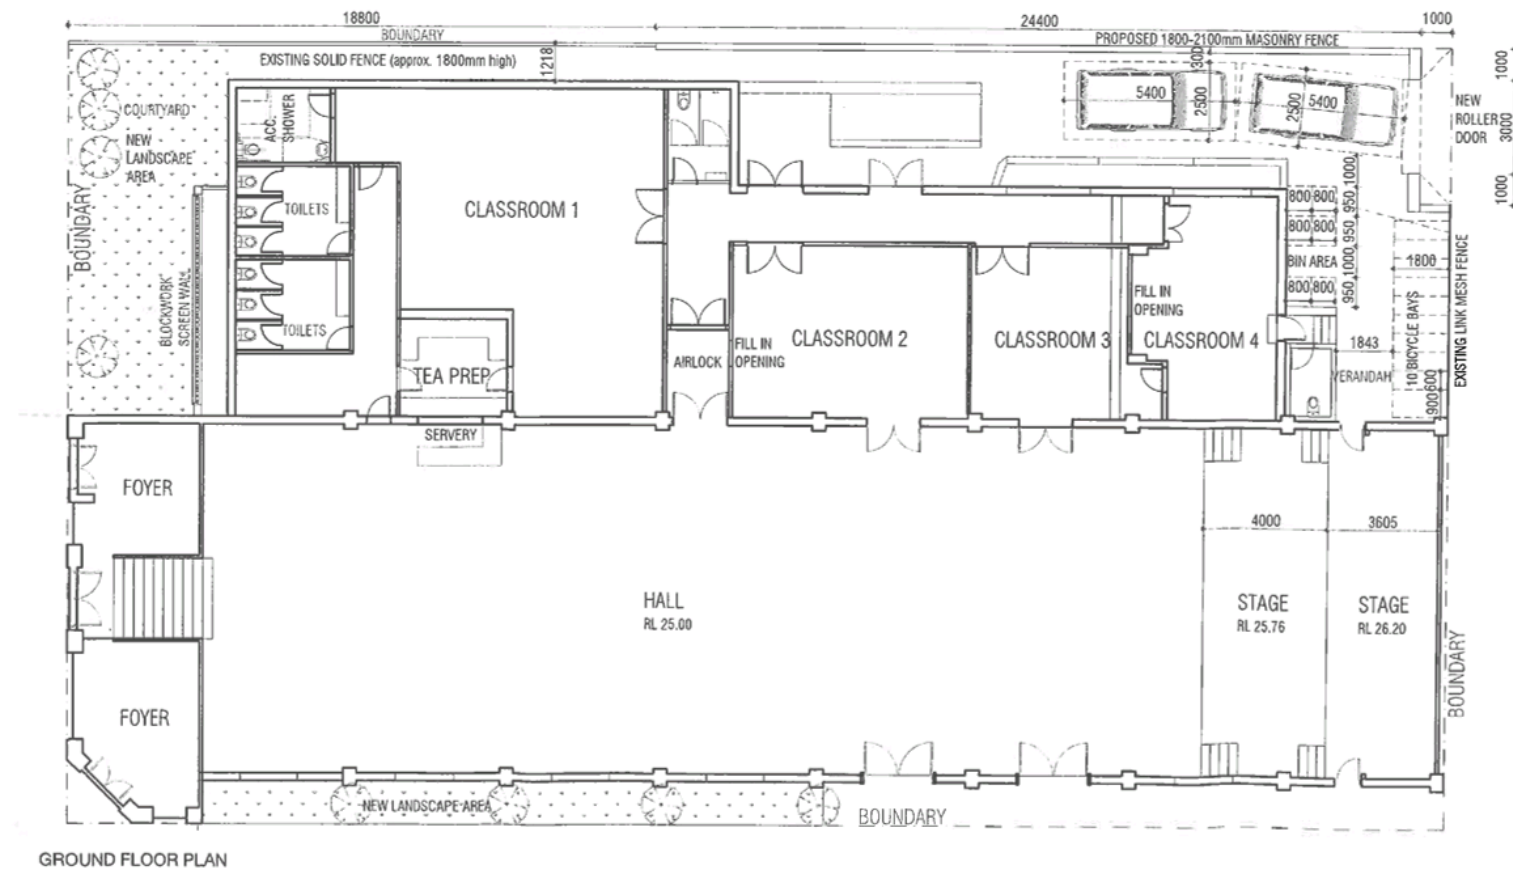 18800
24400
1000
BOUNDARY
PROPOSED 1800-2100mm MASONRY FENCE
EXISTING SOLID FENCE (approx. 1800mm high)
1218
300
1000
COURTYARD
NEW
LANDSCAPE
AREA
ACC.
SHOWER
5400
2500
2500
5400
NEW
ROLLER
DOOR
3000
1000
BOUNDARY
TOILETS
CLASSROOM 1
800 800
950 1000
800 800
950
BIN AREA
1000
800 800
950
1800
BLOCKWORK
SCREEN WALL
TOILETS
TEA PREP
AIRLOCK
FILL IN
OPENING
CLASSROOM 2
CLASSROOM 3
FILL IN
OPENING
CLASSROOM 4
1843
VERANDAH
10 BICYCLE BAYS
900
600
EXISTING LINK MESH FENCE
SERVERY
FOYER
4000
3605
HALL
RL 25.00
STAGE
RL 25.76
STAGE
RL 26.20
FOYER
BOUNDARY
NEW LANDSCAPE AREA
BOUNDARY
GROUND FLOOR PLAN